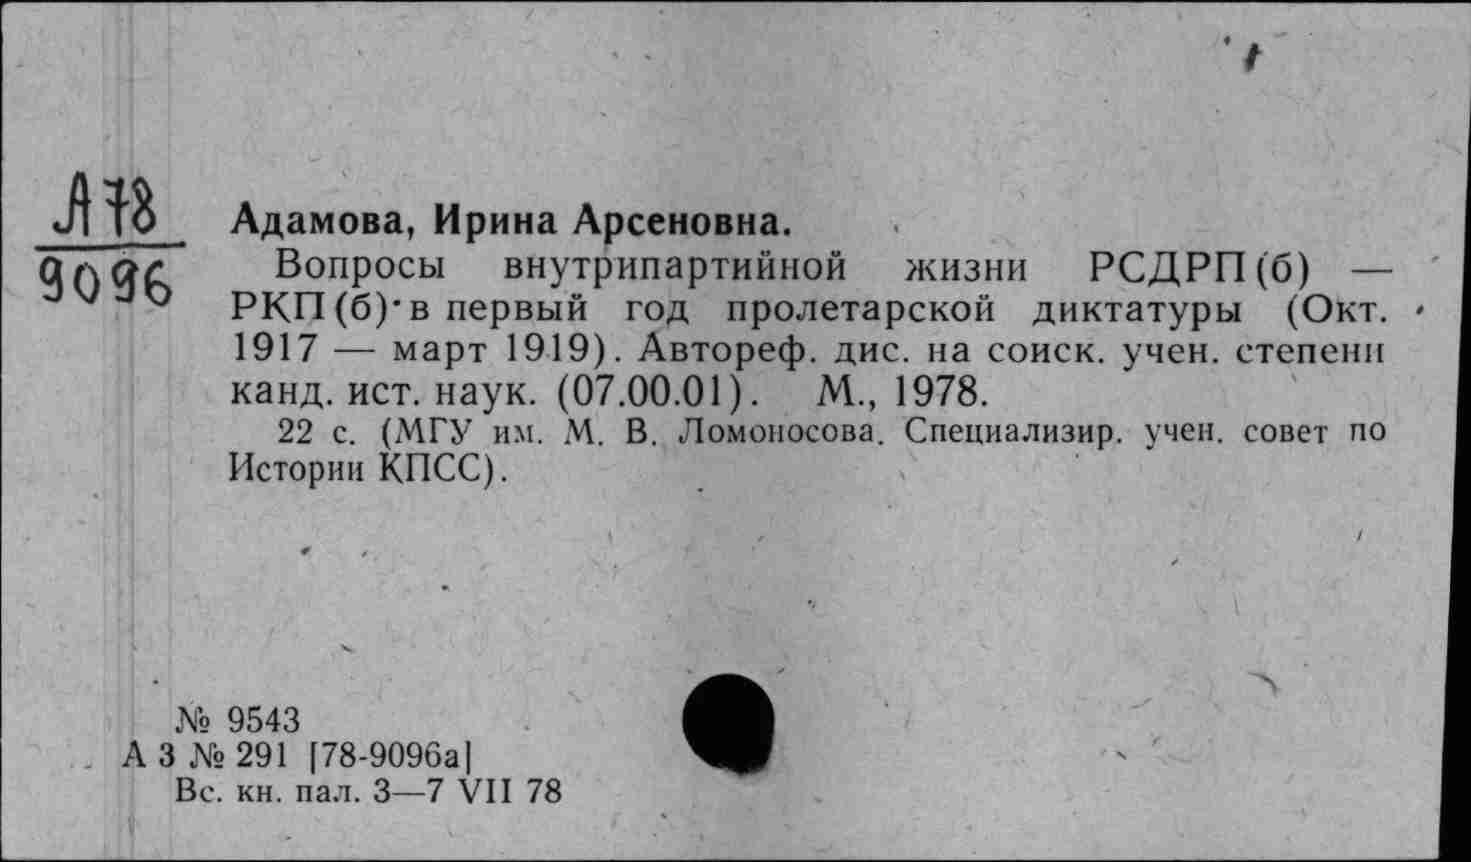 А78
9096
Адамова, Ирина Арсеновна.
Вопросы внутрипартийной жизни РСДРП(б) —
РКП(б) в первый год пролетарской диктатуры (Окт.
1917 — март 1919). Автореф. дис. на соиск. учен. степени
канд. ист. наук. (07.00.01). М., 1978.
22 с. (МГУ им. М. В. Ломоносова. Специализир. учен. совет по
Истории КПСС).
№ 9543
А З № 291 [78-9096а]
Вс. кн. пал. 3—7 VII 78